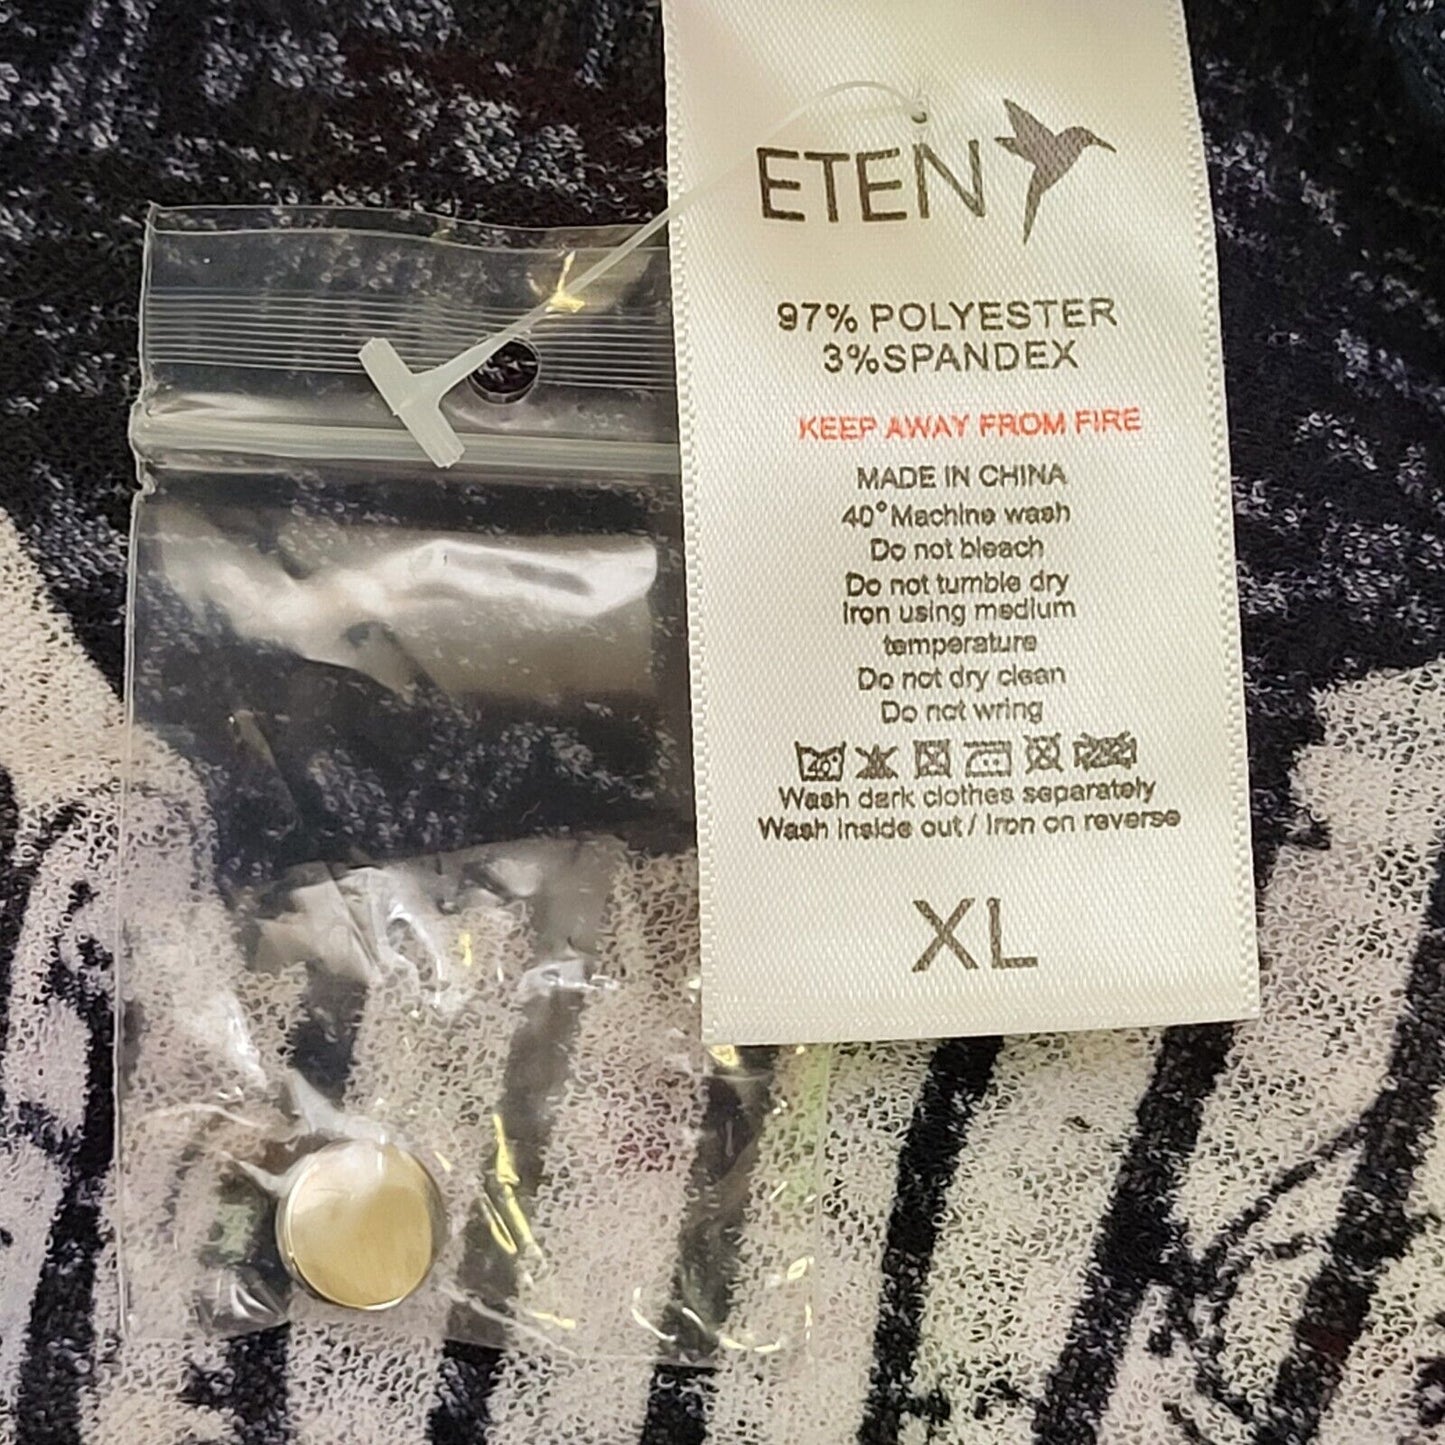 ETEN
97% POLYESTER
3%SPANDEX
KEEP AWAY FROM FIRE
MADE IN CHINA
40°Machine wash
Do not bleach
Do not tumble dry
Iron using medium
temperature
Do not dry clean
Do not wring
40°
Wash dark clothes separately
Wash inside out / Iron on reverse
XL